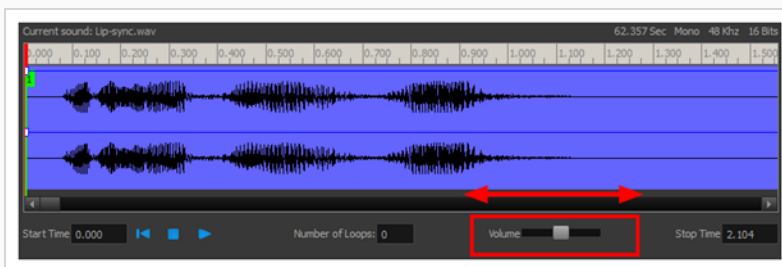 Current sound: Lip-sync.wav 62.357 Sec Mono 48 Khz 16 Bits
0.000 0.100 0.200 0.300 0.400 0.500 0.600 0.700 0.800 0.900 1.000 1.100 1.200 1.300 1.400 1.500
1
Start Time 0.000 Number of Loops: 0 Volume Stop Time 2.104